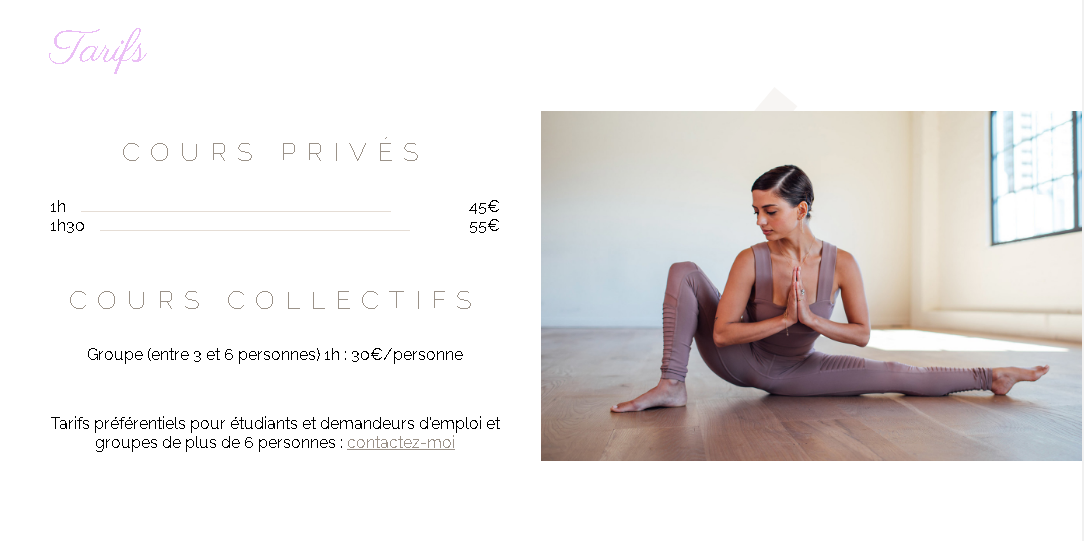 Tarifs
COURS PRIVÉS
1h 45€
1h30 55€
COURS COLLECTIFS
Groupe (entre 3 et 6 personnes) 1h : 30€/personne
Tarifs préférentiels pour étudiants et demandeurs d'emploi et
groupes de plus de 6 personnes : contactez-moi